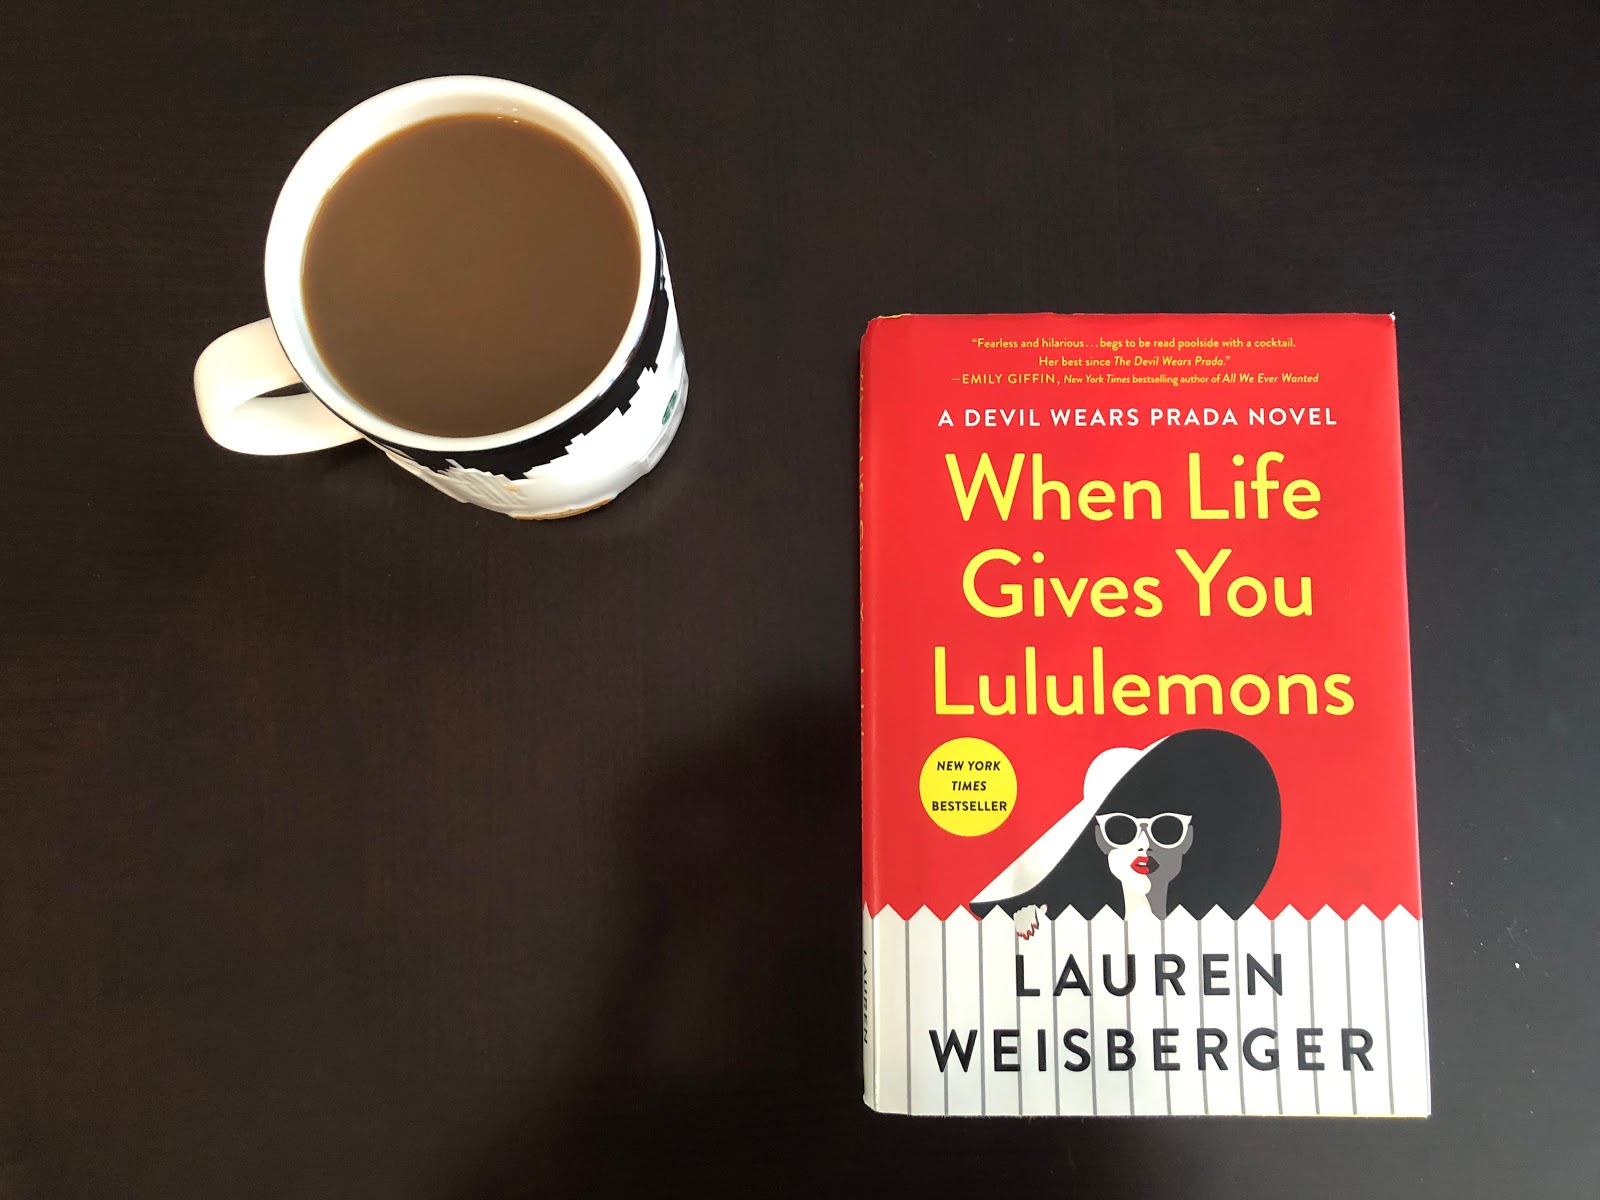 “Fearless and hilarious...begs to be read poolside with a cocktail.
Her best since The Devil Wears Prada.”
—EMILY GIFFIN, New York Times bestselling author of All We Ever Wanted
A DEVIL WEARS PRADA NOVEL
When Life
Gives You
Lululemons
NEW YORK
TIMES
BESTSELLER
LAUREN
WEISBERGER
LAUREN